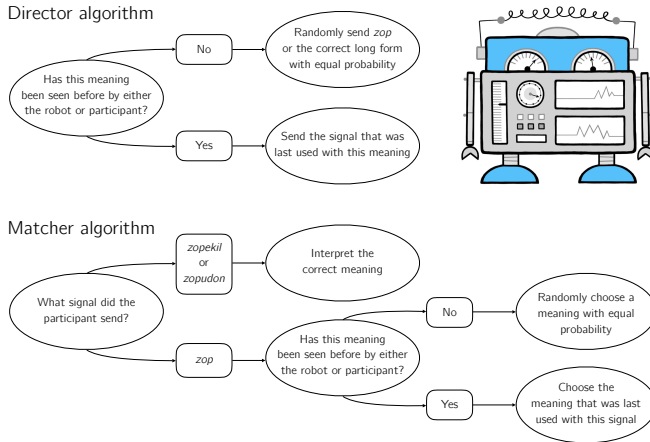 Director algorithm
No
Randomly send zop
or the correct long form
with equal probability
Has this meaning
been seen before by either
the robot or participant?
Yes
Send the signal that was
last used with this meaning
Matcher algorithm
zopekil
or
zopudon
Interpret the
correct meaning
What signal did the
participant send?
zop
Has this meaning
been seen before by either
the robot or participant?
No
Randomly choose a
meaning with equal
probability
Yes
Choose the
meaning that was last
used with this signal